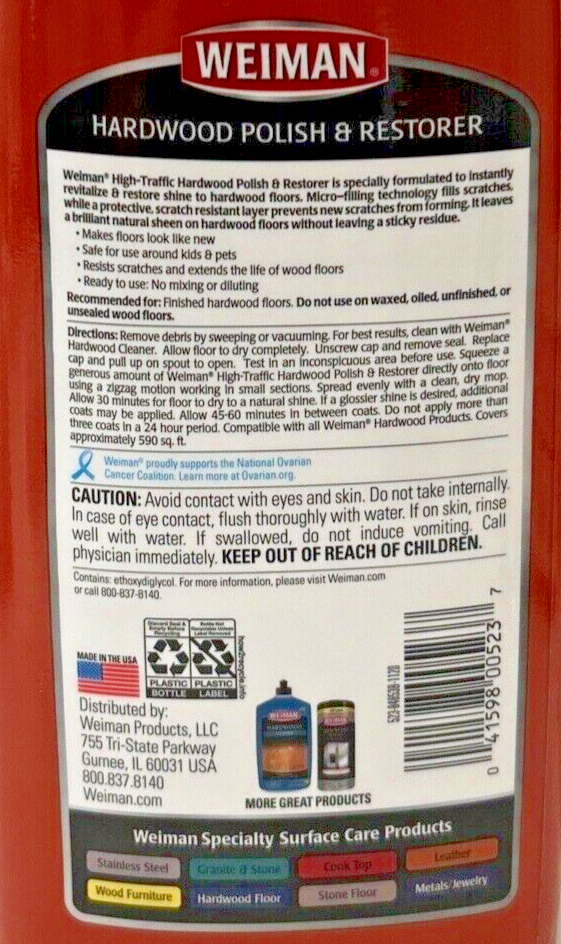 WEIMAN®
HARDWOOD POLISH & RESTORER
Weiman® High-Traffic Hardwood Polish & Restorer is specially formulated to instantly
revitalize & restore shine to hardwood floors. Micro-filling technology fills scratches,
while a protective, scratch resistant layer prevents new scratches from forming. It leaves
a brilliant natural sheen on hardwood floors without leaving a sticky residue.
• Makes floors look like new
• Safe for use around kids & pets
• Resists scratches and extends the life of wood floors
• Ready to use: No mixing or diluting
Recommended for: Finished hardwood floors. Do not use on waxed, oiled, unfinished, or
unsealed wood floors.
Directions: Remove debris by sweeping or vacuuming. For best results, clean with Weiman®
Hardwood Cleaner. Allow floor to dry completely. Unscrew cap and remove seal. Replace
cap and pull up on spout to open. Test in an inconspicuous area before use. Squeeze a
generous amount of Weiman® High-Traffic Hardwood Polish & Restorer directly onto floor
using a zigzag motion working in small sections. Spread evenly with a clean, dry mop.
Allow 30 minutes for floor to dry to a natural shine. If a glossier shine is desired, additional
coats may be applied. Allow 45-60 minutes in between coats. Do not apply more than
three coats in a 24 hour period. Compatible with all Weiman® Hardwood Products. Covers
approximately 590 sq. ft.
Weiman® proudly supports the National Ovarian
Cancer Coalition. Learn more at Ovarian.org.
CAUTION: Avoid contact with eyes and skin. Do not take internally.
In case of eye contact, flush thoroughly with water. If on skin, rinse
well with water. If swallowed, do not induce vomiting. Call
physician immediately. KEEP OUT OF REACH OF CHILDREN.
Contains: ethoxydiglycol. For more information, please visit Weiman.com
or call 800-837-8140.
MADE IN THE USA
Discard Seal &
Empty Before
Recycling
PLASTIC
BOTTLE
Bottle Not
Recyclable Unless
Label Removed
PLASTIC
LABEL
how2recycle.info
Distributed by:
Weiman Products, LLC
755 Tri-State Parkway
Gurnee, IL 60031 USA
800.837.8140
Weiman.com
WEIMAN
HARDWOOD
MORE GREAT PRODUCTS
0 41598 00523 7
Weiman Specialty Surface Care Products
Stainless Steel
Granite & Stone
Cook Top
Leather
Wood Furniture
Hardwood Floor
Stone Floor
Metals/Jewelry